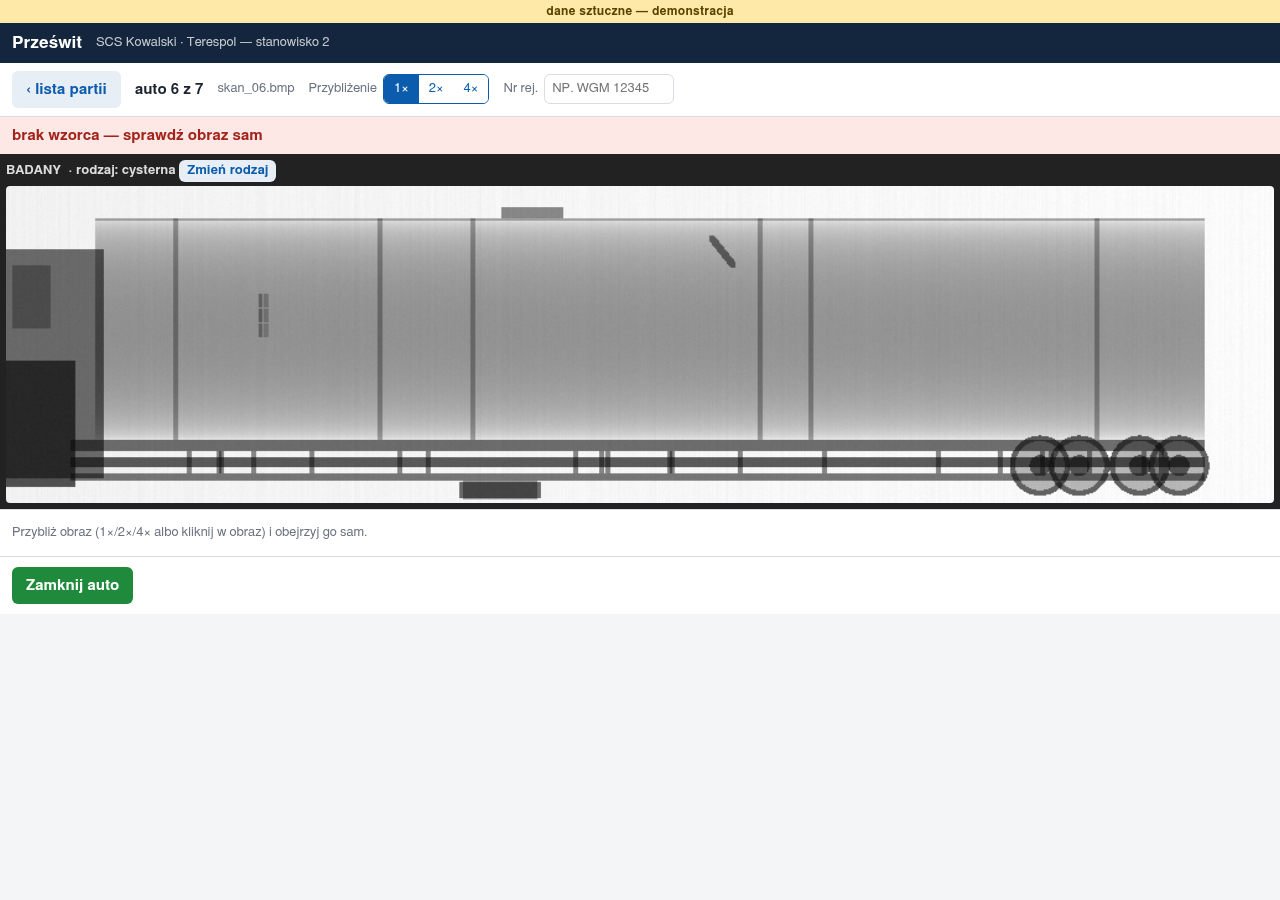 dane sztuczne — demonstracja
Prześwit SCS Kowalski · Terespol — stanowisko 2
‹ lista partii auto 6 z 7 skan_06.bmp Przybliżenie 1× 2× 4× Nr rej. NP. WGM 12345
brak wzorca — sprawdź obraz sam
BADANY · rodzaj: cysterna Zmień rodzaj
Przybliż obraz (1×/2×/4× albo kliknij w obraz) i obejrzyj go sam.
Zamknij auto